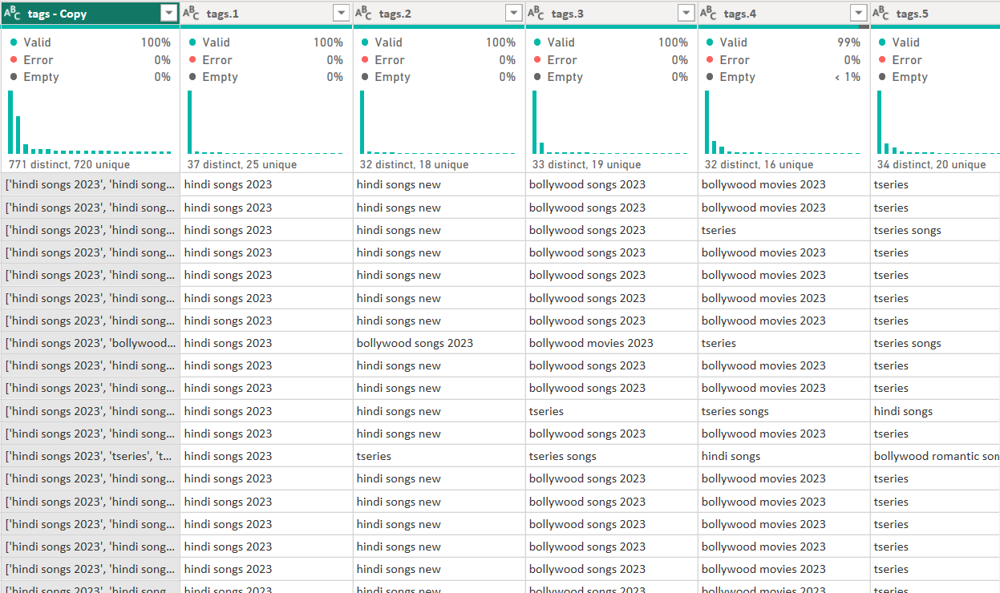 ABC tags - Copy ABC tags.1 ABC tags.2 ABC tags.3 ABC tags.4 ABC tags.5
Valid 100% Valid 100% Valid 100% Valid 100% Valid 99% Valid
Error 0% Error 0% Error 0% Error 0% Error 0% Error
Empty 0% Empty 0% Empty 0% Empty 0% Empty < 1% Empty
771 distinct, 720 unique 37 distinct, 25 unique 32 distinct, 18 unique 33 distinct, 19 unique 32 distinct, 16 unique 34 distinct, 20 unique
['hindi songs 2023', 'hindi song... hindi songs 2023 hindi songs new bollywood songs 2023 bollywood movies 2023 tseries
['hindi songs 2023', 'hindi song... hindi songs 2023 hindi songs new bollywood songs 2023 bollywood movies 2023 tseries
['hindi songs 2023', 'hindi song... hindi songs 2023 hindi songs new bollywood songs 2023 tseries tseries songs
['hindi songs 2023', 'hindi song... hindi songs 2023 hindi songs new bollywood songs 2023 bollywood movies 2023 tseries
['hindi songs 2023', 'hindi song... hindi songs 2023 hindi songs new bollywood songs 2023 bollywood movies 2023 tseries
['hindi songs 2023', 'hindi song... hindi songs 2023 hindi songs new bollywood songs 2023 bollywood movies 2023 tseries
['hindi songs 2023', 'hindi song... hindi songs 2023 hindi songs new bollywood songs 2023 bollywood movies 2023 tseries
['hindi songs 2023', 'bollywood... hindi songs 2023 bollywood songs 2023 bollywood movies 2023 tseries tseries songs
['hindi songs 2023', 'hindi song... hindi songs 2023 hindi songs new bollywood songs 2023 bollywood movies 2023 tseries
['hindi songs 2023', 'hindi song... hindi songs 2023 hindi songs new bollywood songs 2023 bollywood movies 2023 tseries
['hindi songs 2023', 'hindi song... hindi songs 2023 hindi songs new tseries tseries songs hindi songs
['hindi songs 2023', 'hindi song... hindi songs 2023 hindi songs new bollywood songs 2023 bollywood movies 2023 tseries
['hindi songs 2023', 'tseries', 't... hindi songs 2023 tseries tseries songs hindi songs bollywood romantic son
['hindi songs 2023', 'hindi song... hindi songs 2023 hindi songs new bollywood songs 2023 bollywood movies 2023 tseries
['hindi songs 2023', 'hindi song... hindi songs 2023 hindi songs new bollywood songs 2023 bollywood movies 2023 tseries
['hindi songs 2023', 'hindi song... hindi songs 2023 hindi songs new bollywood songs 2023 bollywood movies 2023 tseries
['hindi songs 2023', 'hindi song... hindi songs 2023 hindi songs new bollywood songs 2023 bollywood movies 2023 tseries
['hindi songs 2023', 'hindi song... hindi songs 2023 hindi songs new bollywood songs 2023 bollywood movies 2023 tseries
['hindi songs 2023', 'hindi song... hindi songs 2023 hindi songs new bollywood songs 2023 bollywood movies 2023 tseries